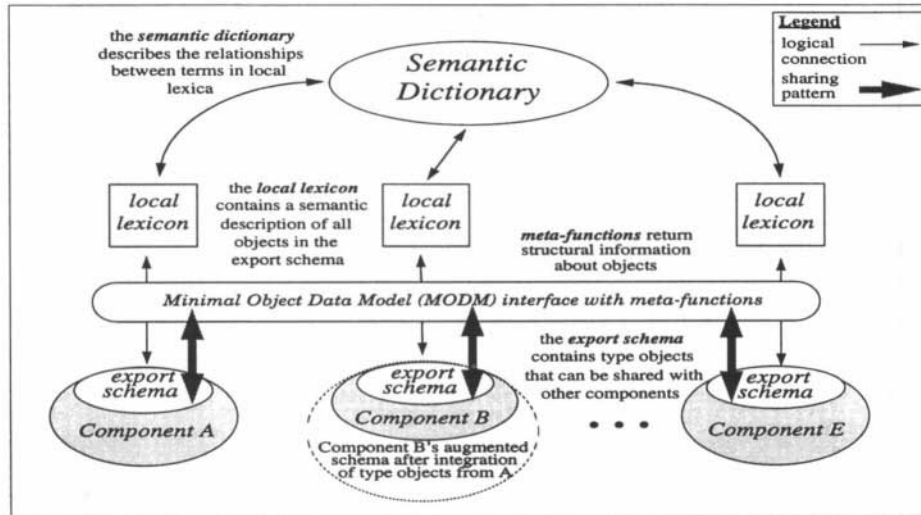 the semantic dictionary
describes the relationships
between terms in local
lexica
Semantic
Dictionary
Legend
logical
connection
sharing
pattern
local
lexicon
the local lexicon
contains a semantic
description of all
objects in the
export schema
local
lexicon
meta-functions return
structural information
about objects
local
lexicon
Minimal Object Data Model (MODM) interface with meta-functions
export
schema
Component A
export
schema
Component B
Component B's augmented
schema after integration
of type objects from A
the export schema
contains type objects
that can be shared with
other components
• • •
export
schema
Component E